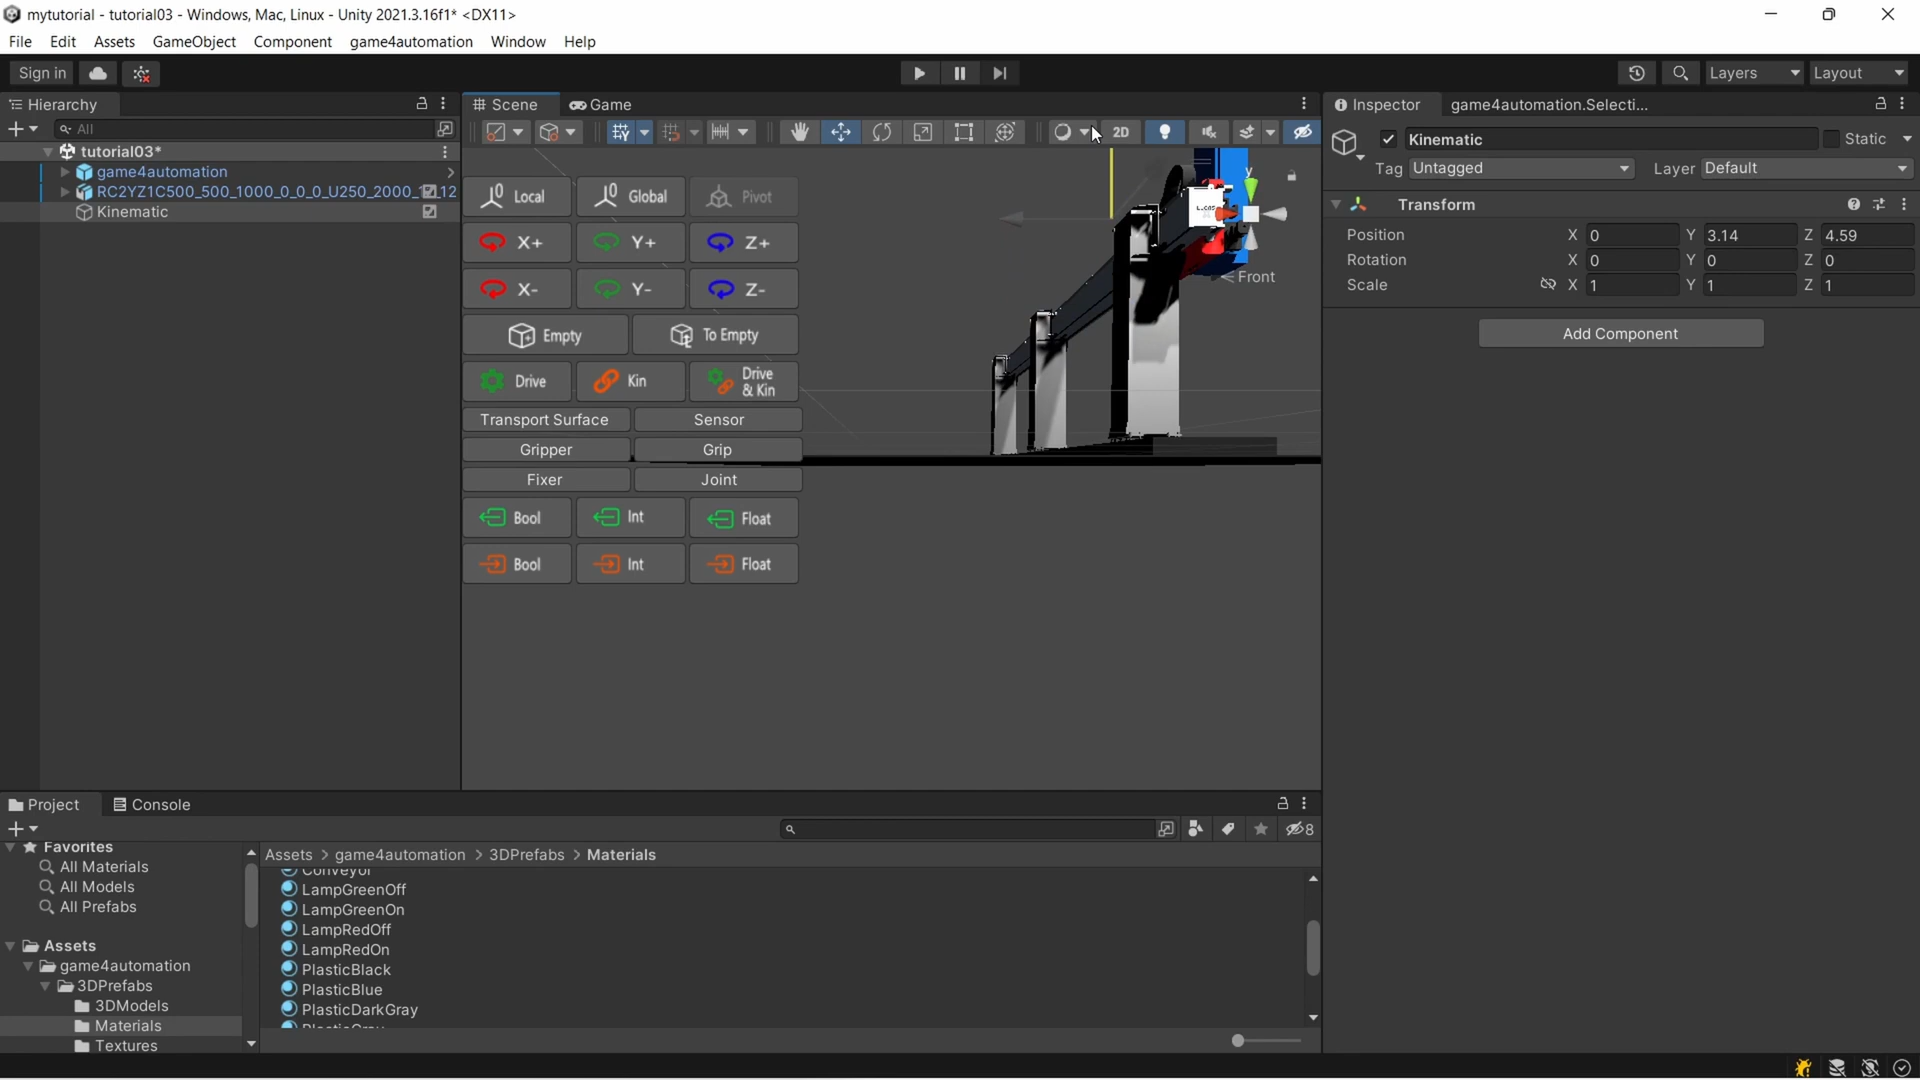 mytutorial - tutorial03 - Windows, Mac, Linux - Unity 2021.3.16f1* <DX11>
File Edit Assets GameObject Component game4automation Window Help
Sign in Layers Layout
Hierarchy
All
tutorial03*
game4automation
RC2YZ1C500_500_1000_0_0_0_U250_2000_
Kinematic
Scene Game
2D
Local Global Pivot
X+ Y+ Z+
X- Y- Z-
Empty To Empty
Drive Kin Drive & Kin
Transport Surface Sensor
Gripper Grip
Fixer Joint
Bool Int Float
Bool Int Float
y
Front
Inspector game4automation.Selecti...
Kinematic Static
Tag Untagged Layer Default
Transform
Position X 0 Y 3.14 Z 4.59
Rotation X 0 Y 0 Z 0
Scale X 1 Y 1 Z 1
Add Component
Project Console
8
Favorites
All Materials
All Models
All Prefabs
Assets
game4automation
3DPrefabs
3DModels
Materials
Textures
Assets > game4automation > 3DPrefabs > Materials
Conveyor
LampGreenOff
LampGreenOn
LampRedOff
LampRedOn
PlasticBlack
PlasticBlue
PlasticDarkGray
PlasticGray